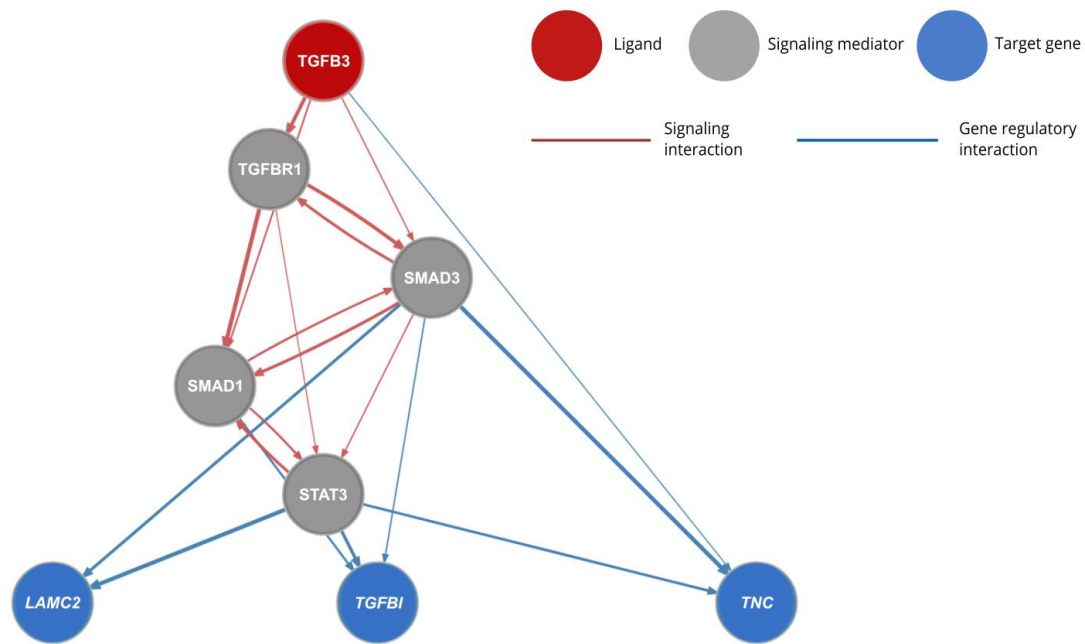 TGFB3
Ligand
Signaling mediator
Target gene
Signaling
interaction
Gene regulatory
interaction
TGFBR1
SMAD3
SMAD1
STAT3
LAMC2
TGFBI
TNC